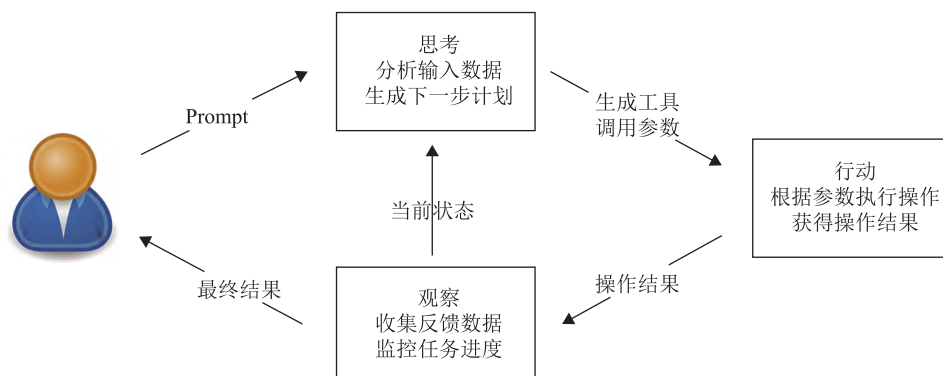 思考
分析输入数据
生成下一步计划
Prompt
生成工具
调用参数
行动
根据参数执行操作
获得操作结果
当前状态
最终结果
操作结果
观察
收集反馈数据
监控任务进度